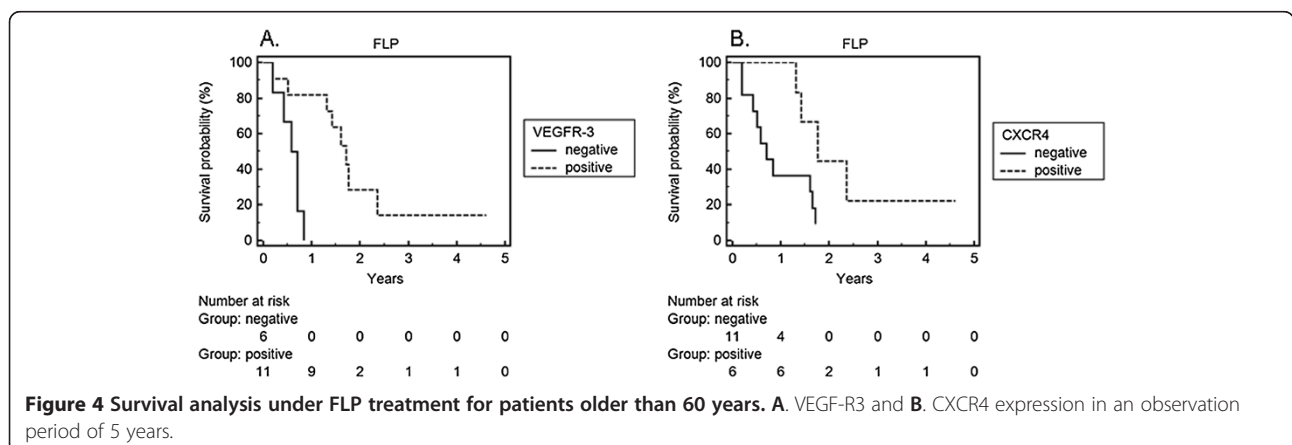 A.
FLP
Survival probability (%)
100
80
60
40
20
0
0 1 2 3 4 5
Years
VEGFR-3
negative
positive
Number at risk
Group: negative
6 0 0 0 0 0
Group: positive
11 9 2 1 1 0
B.
FLP
Survival probability (%)
100
80
60
40
20
0
0 1 2 3 4 5
Years
CXCR4
negative
positive
Number at risk
Group: negative
11 4 0 0 0 0
Group: positive
6 6 2 1 1 0
Figure 4 Survival analysis under FLP treatment for patients older than 60 years. A. VEGF-R3 and B. CXCR4 expression in an observation
period of 5 years.